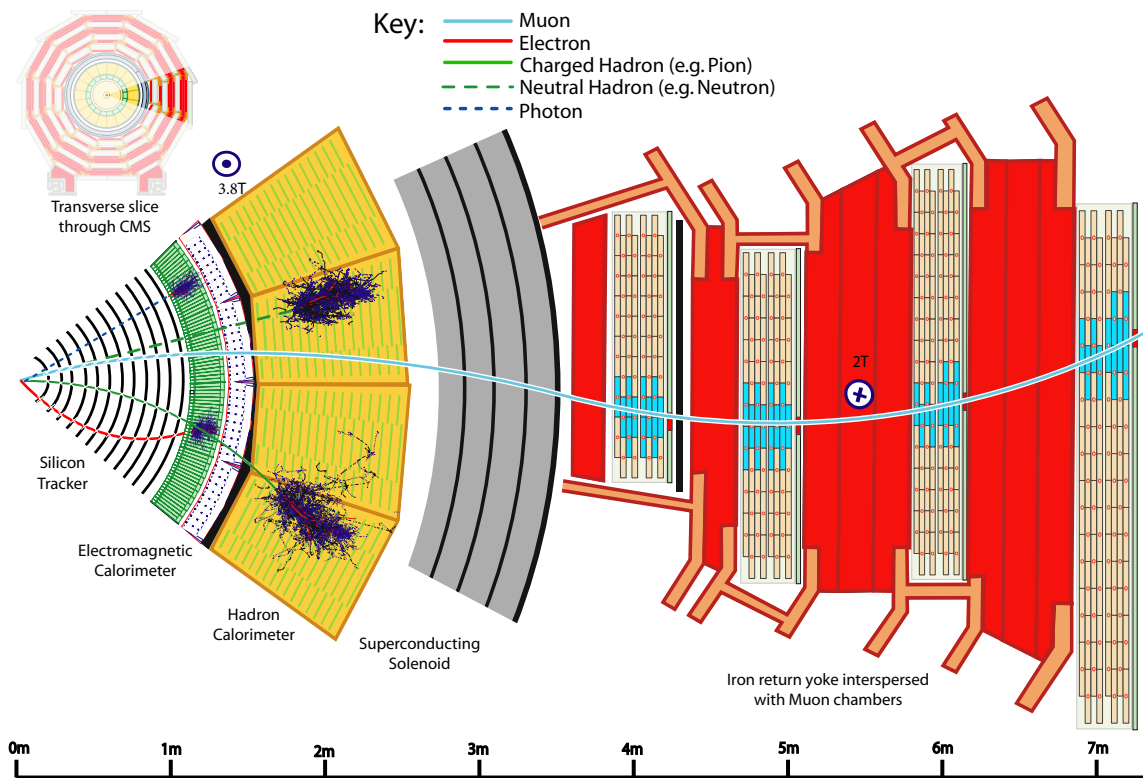 Key:
Muon
Electron
Charged Hadron (e.g. Pion)
Neutral Hadron (e.g. Neutron)
Photon
Transverse slice
through CMS
3.8T
2T
Silicon
Tracker
Electromagnetic
Calorimeter
Hadron
Calorimeter
Superconducting
Solenoid
Iron return yoke interspersed
with Muon chambers
0m 1m 2m 3m 4m 5m 6m 7m